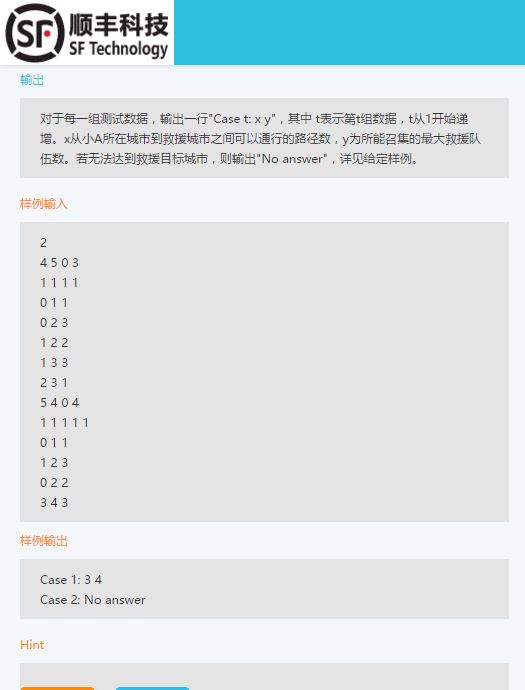 顺丰科技
SF Technology
SF
输出
对于每一组测试数据，输出一行"Case t: x y"，其中 t表示第t组数据，t从1开始递
增。x从小A所在城市到救援城市之间可以通行的路径数，y为所能召集的最大救援队
伍数。若无法达到救援目标城市，则输出"No answer"，详见给定样例。
样例输入
2
4 5 0 3
1 1 1 1
0 1 1
0 2 3
1 2 2
1 3 3
2 3 1
5 4 0 4
1 1 1 1 1
0 1 1
1 2 3
0 2 2
3 4 3
样例输出
Case 1: 3 4
Case 2: No answer
Hint